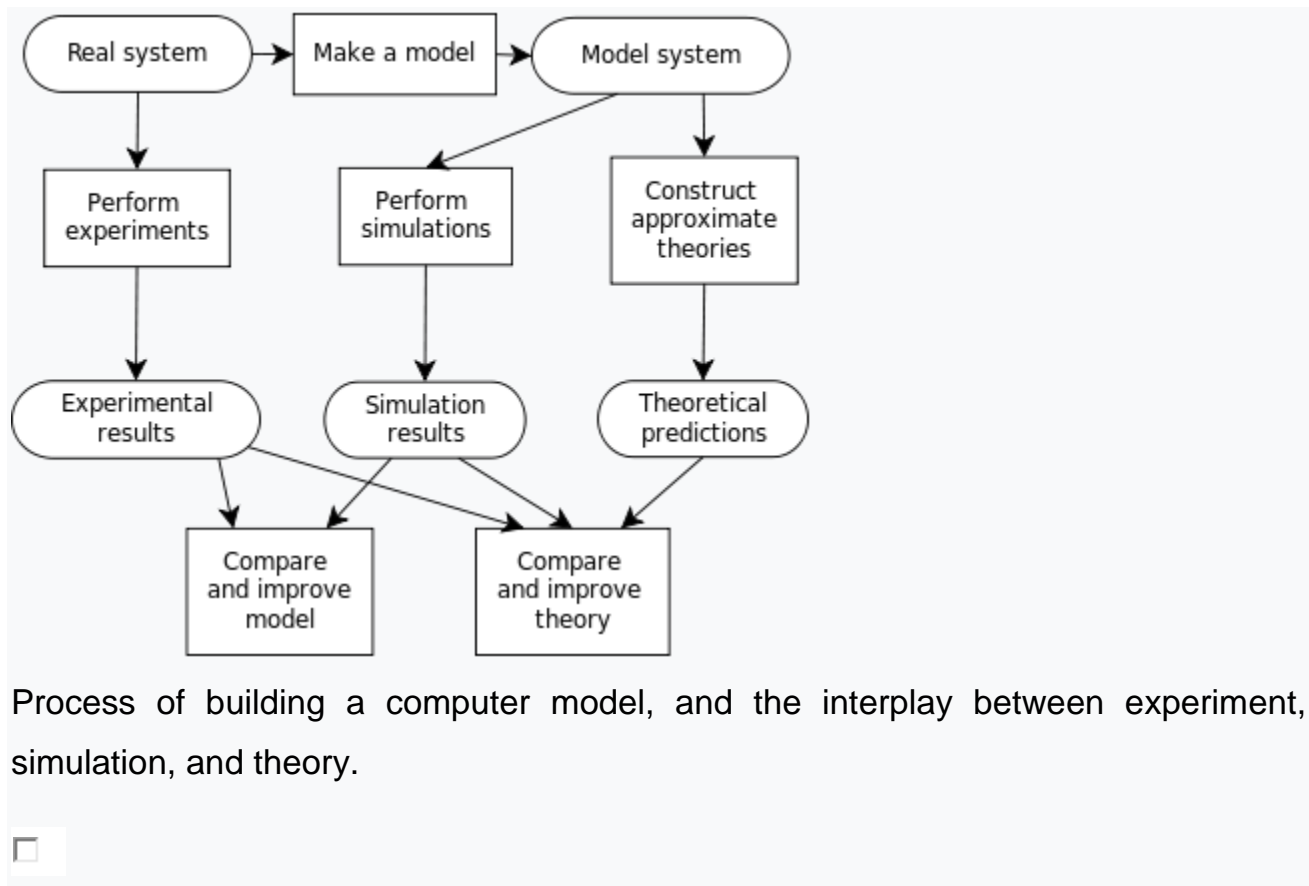 Real system
Make a model
Model system
Perform
experiments
Perform
simulations
Construct
approximate
theories
Experimental
results
Simulation
results
Theoretical
predictions
Compare
and improve
model
Compare
and improve
theory
Process of building a computer model, and the interplay between experiment,
simulation, and theory.